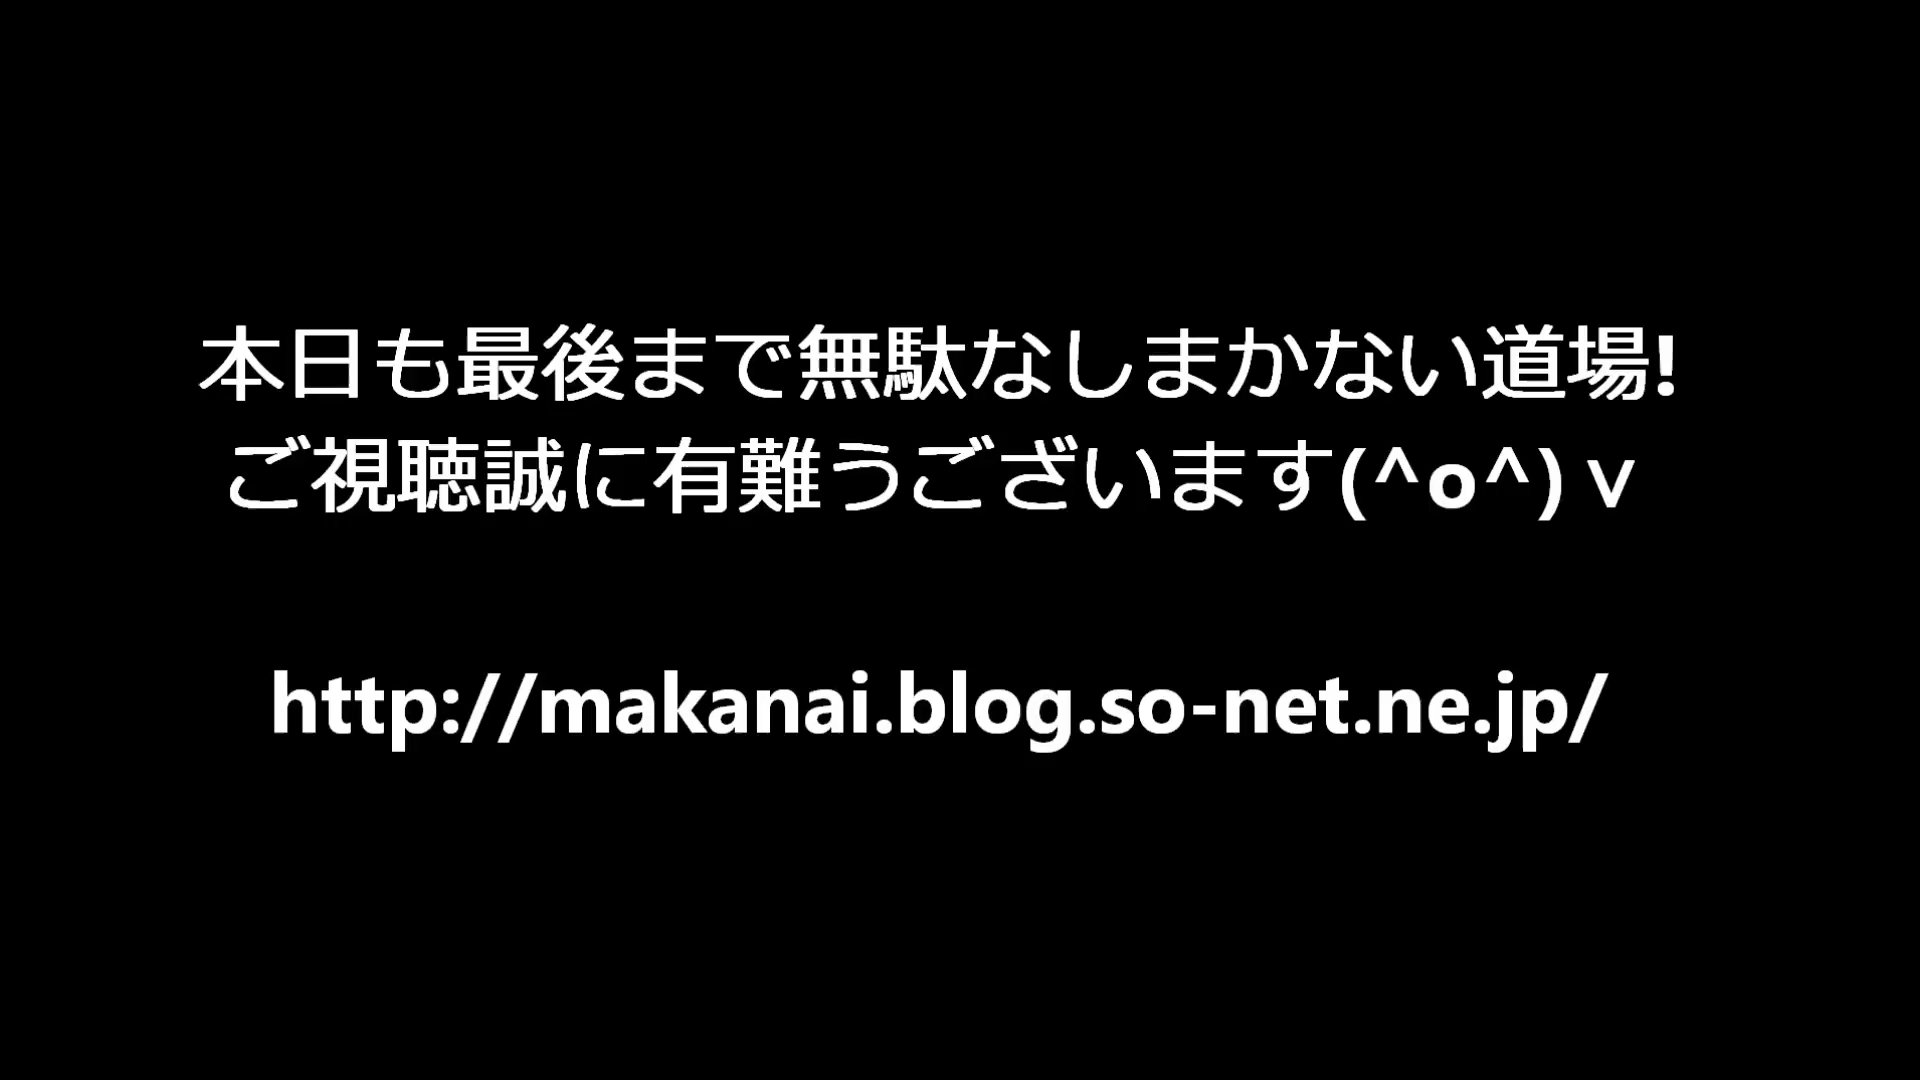 本日も最後まで無駄なしまかない道場!
ご視聴誠に有難うございます(^o^)ｖ
http://makanai.blog.so-net.ne.jp/